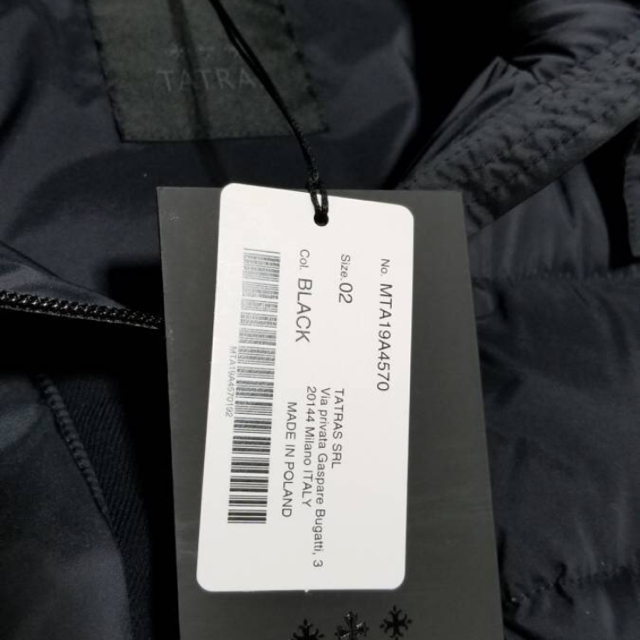 TATRAS
No. MTA19A4570
Size. 02
Col. BLACK
TATRAS SRL
Via privata Gaspare Bugatti, 3
20144 Milano ITALY
MADE IN POLAND